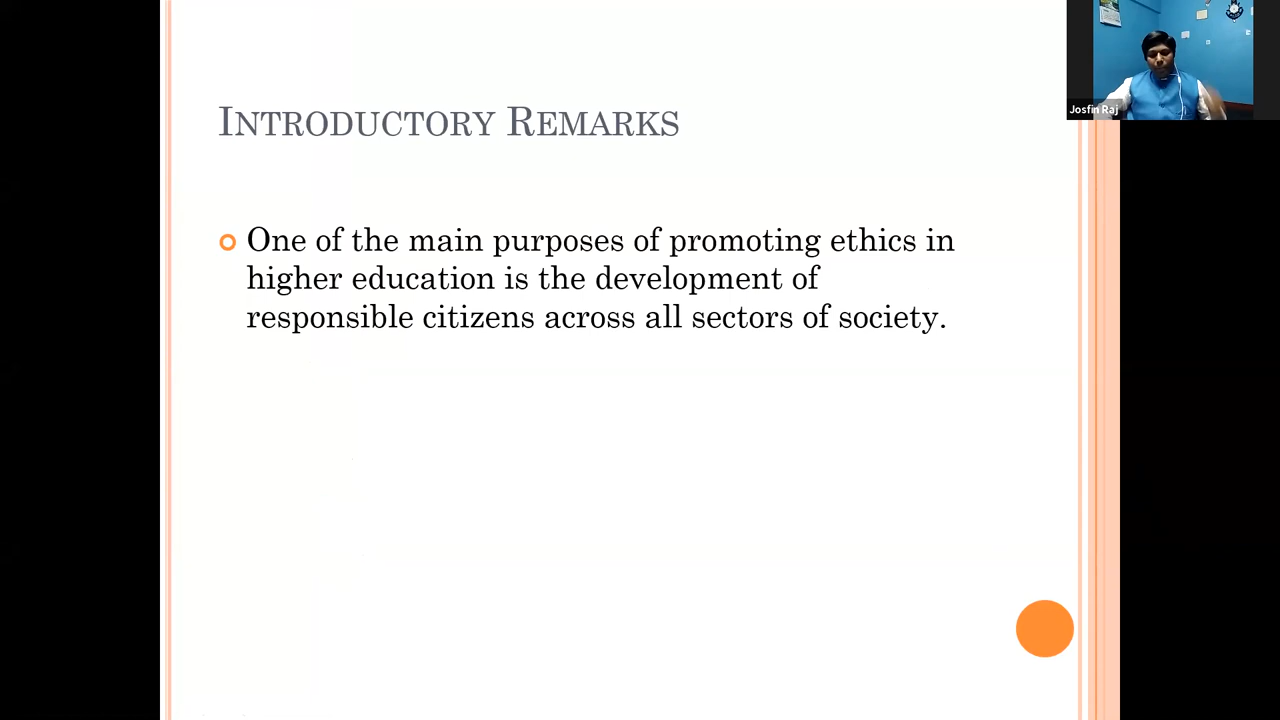 Introductory Remarks
One of the main purposes of promoting ethics in
higher education is the development of
responsible citizens across all sectors of society.
Josfin Raj